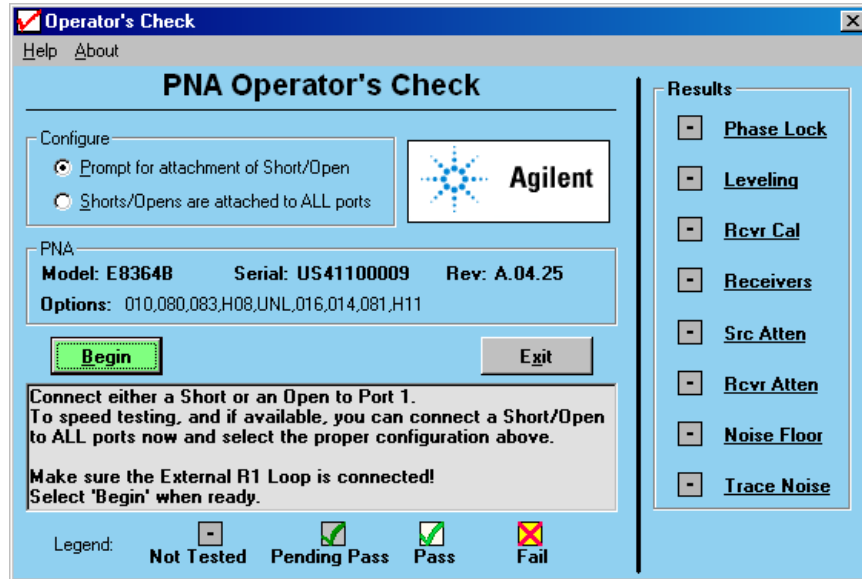 Operator's Check
Help About
PNA Operator's Check
Configure
Prompt for attachment of Short/Open
Shorts/Opens are attached to ALL ports
Agilent
PNA
Model: E8364B Serial: US41100009 Rev: A.04.25
Options: 010,080,083,H08,UNL,016,014,081,H11
Begin
Exit
Connect either a Short or an Open to Port 1.
To speed testing, and if available, you can connect a Short/Open
to ALL ports now and select the proper configuration above.
Make sure the External R1 Loop is connected!
Select 'Begin' when ready.
Legend:
- Not Tested
Pending Pass
Pass
Fail
Results
- Phase Lock
- Leveling
- Rcvr Cal
- Receivers
- Src Atten
- Rcvr Atten
- Noise Floor
- Trace Noise